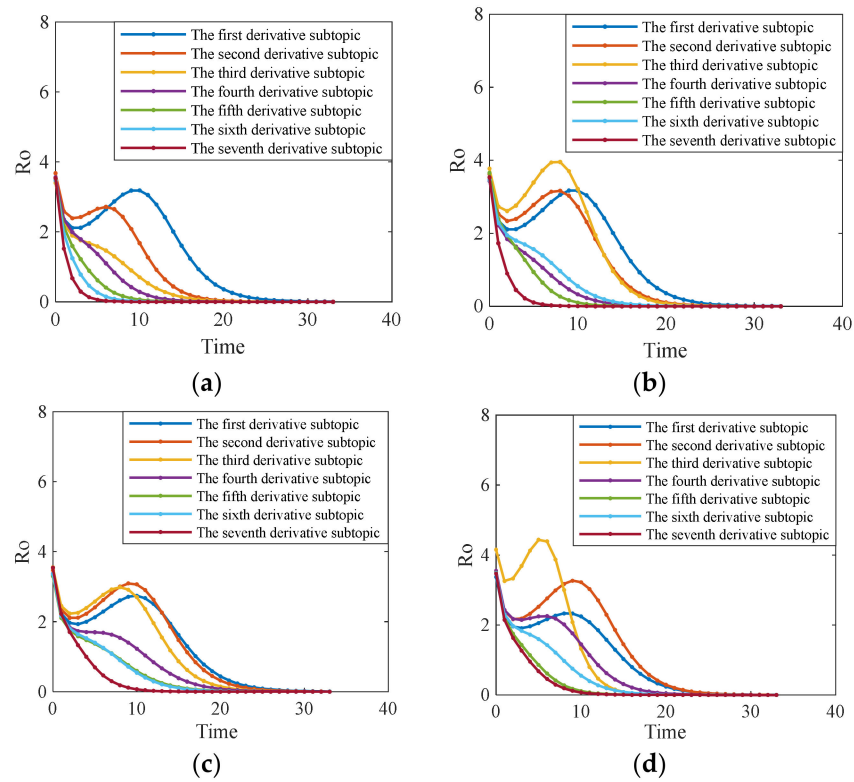 8
6
4
2
0
Ro
0
10
20
30
40
Time
The first derivative subtopic
The second derivative subtopic
The third derivative subtopic
The fourth derivative subtopic
The fifth derivative subtopic
The sixth derivative subtopic
The seventh derivative subtopic
(a)
8
6
4
2
0
Ro
0
10
20
30
40
Time
The first derivative subtopic
The second derivative subtopic
The third derivative subtopic
The fourth derivative subtopic
The fifth derivative subtopic
The sixth derivative subtopic
The seventh derivative subtopic
(b)
8
6
4
2
0
Ro
0
10
20
30
40
Time
The first derivative subtopic
The second derivative subtopic
The third derivative subtopic
The fourth derivative subtopic
The fifth derivative subtopic
The sixth derivative subtopic
The seventh derivative subtopic
(c)
8
6
4
2
0
Ro
0
10
20
30
40
Time
The first derivative subtopic
The second derivative subtopic
The third derivative subtopic
The fourth derivative subtopic
The fifth derivative subtopic
The sixth derivative subtopic
The seventh derivative subtopic
(d)